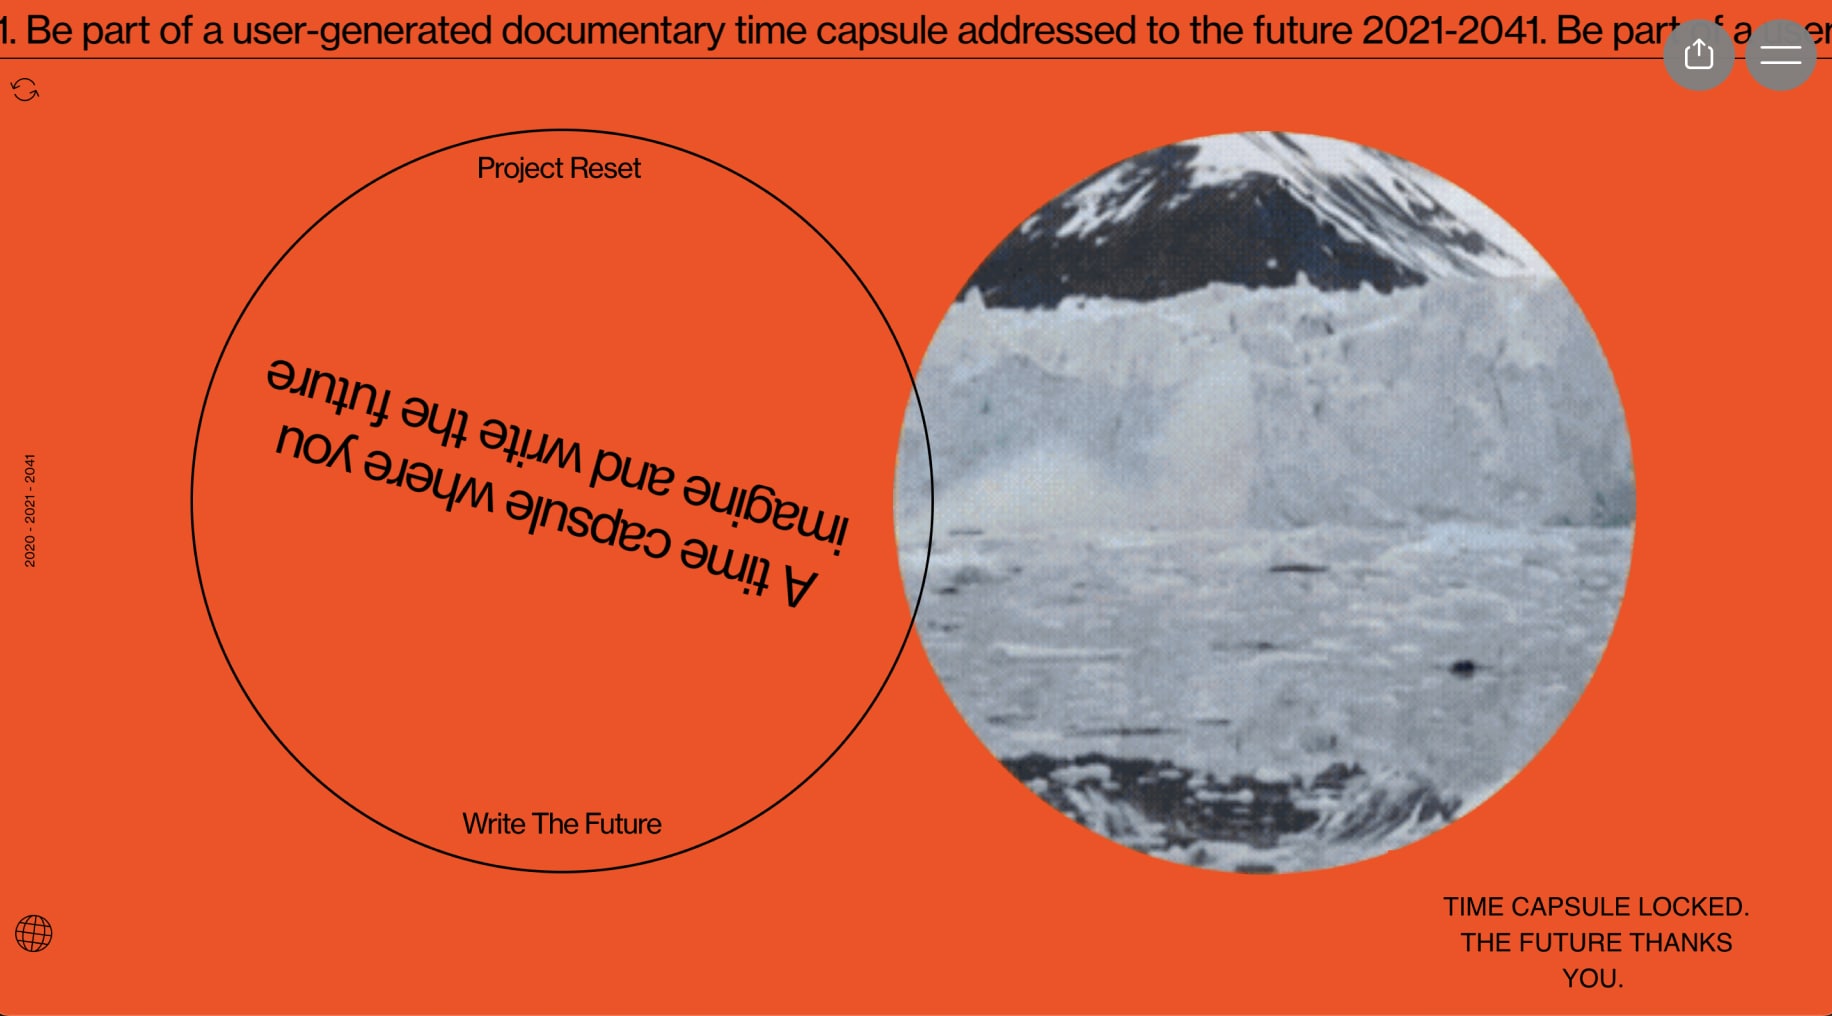 1. Be part of a user-generated documentary time capsule addressed to the future 2021-2041. Be part of a user
Project Reset
A time capsule where you
imagine and write the future
2020 - 2021 - 2041
Write The Future
TIME CAPSULE LOCKED.
THE FUTURE THANKS
YOU.